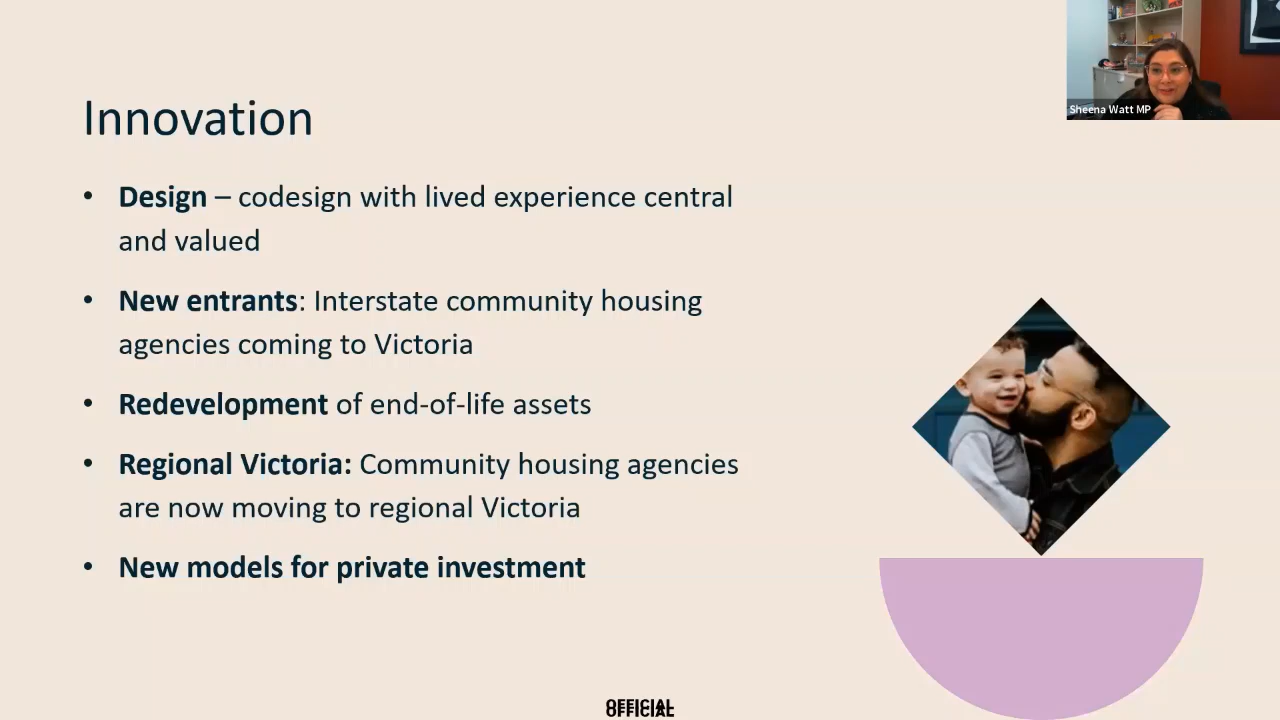 Sheena Watt MP
Innovation
• Design – codesign with lived experience central
and valued
• New entrants: Interstate community housing
agencies coming to Victoria
• Redevelopment of end-of-life assets
• Regional Victoria: Community housing agencies
are now moving to regional Victoria
• New models for private investment
OFFICIAL
OFFICIAL